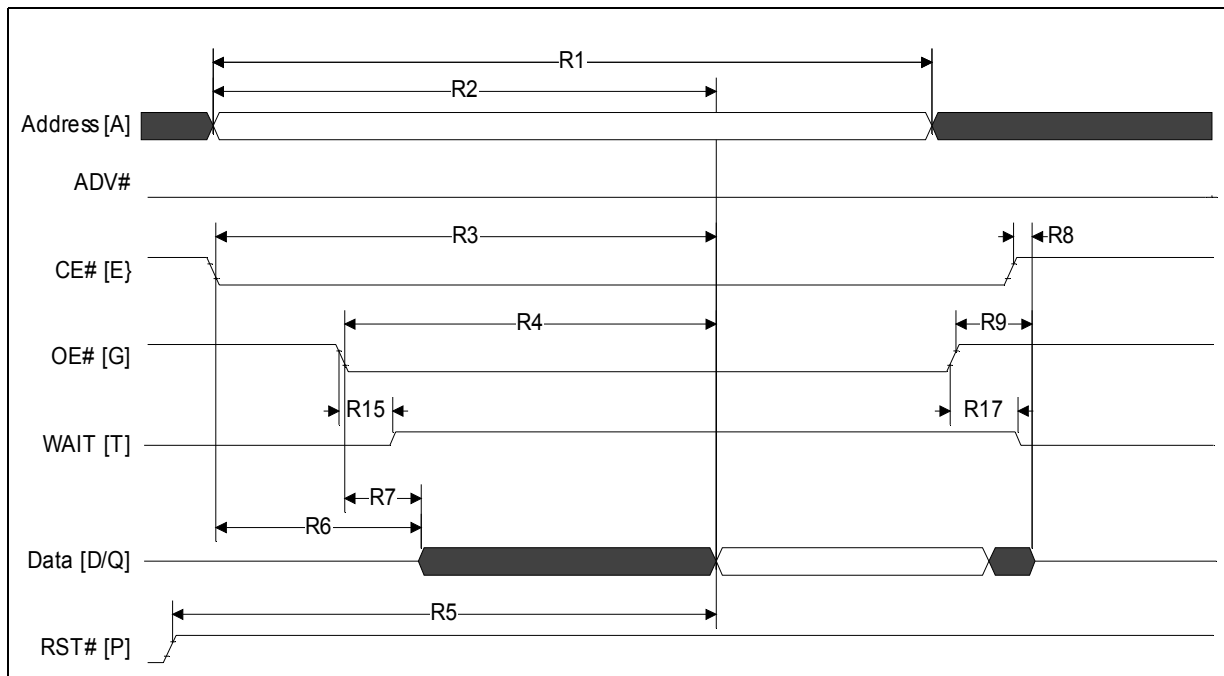 R1
R2
Address [A]
ADV#
R3
R8
CE# [E}
R4
R9
OE# [G]
R15
R17
WAIT [T]
R7
R6
Data [D/Q]
R5
RST# [P]